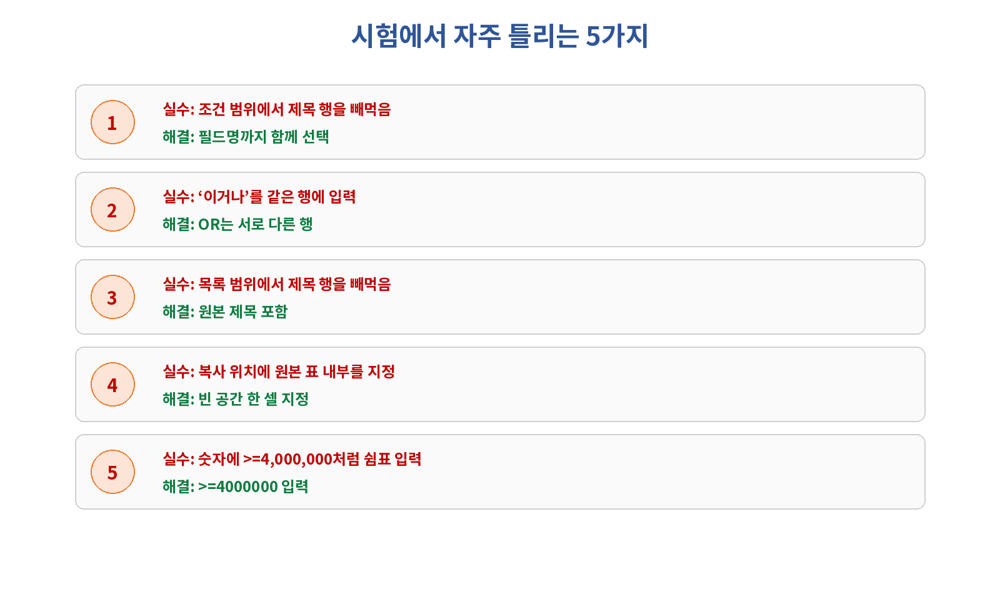 시험에서 자주 틀리는 5가지
1
실수: 조건 범위에서 제목 행을 빼먹음
해결: 필드명까지 함께 선택
2
실수: ‘이거나’를 같은 행에 입력
해결: OR는 서로 다른 행
3
실수: 목록 범위에서 제목 행을 빼먹음
해결: 원본 제목 포함
4
실수: 복사 위치에 원본 표 내부를 지정
해결: 빈 공간 한 셀 지정
5
실수: 숫자에 >=4,000,000처럼 쉼표 입력
해결: >=4000000 입력